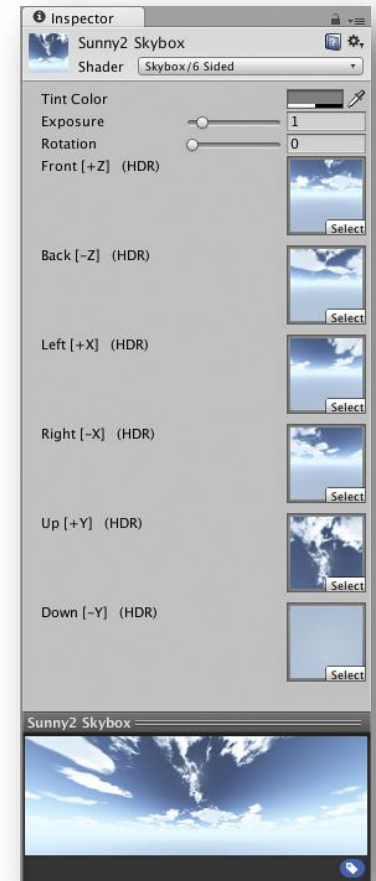 Inspector
Sunny2 Skybox
Shader Skybox/6 Sided
Tint Color
Exposure 1
Rotation 0
Front [+Z] (HDR)
Select
Back [-Z] (HDR)
Select
Left [+X] (HDR)
Select
Right [-X] (HDR)
Select
Up [+Y] (HDR)
Select
Down [-Y] (HDR)
Select
Sunny2 Skybox